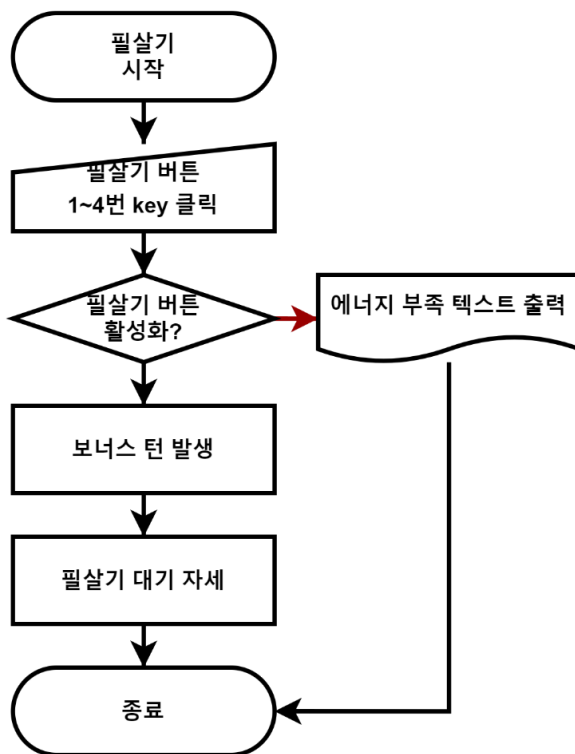 필살기
시작
필살기 버튼
1~4번 key 클릭
필살기 버튼
활성화?
에너지 부족 텍스트 출력
보너스 턴 발생
필살기 대기 자세
종료